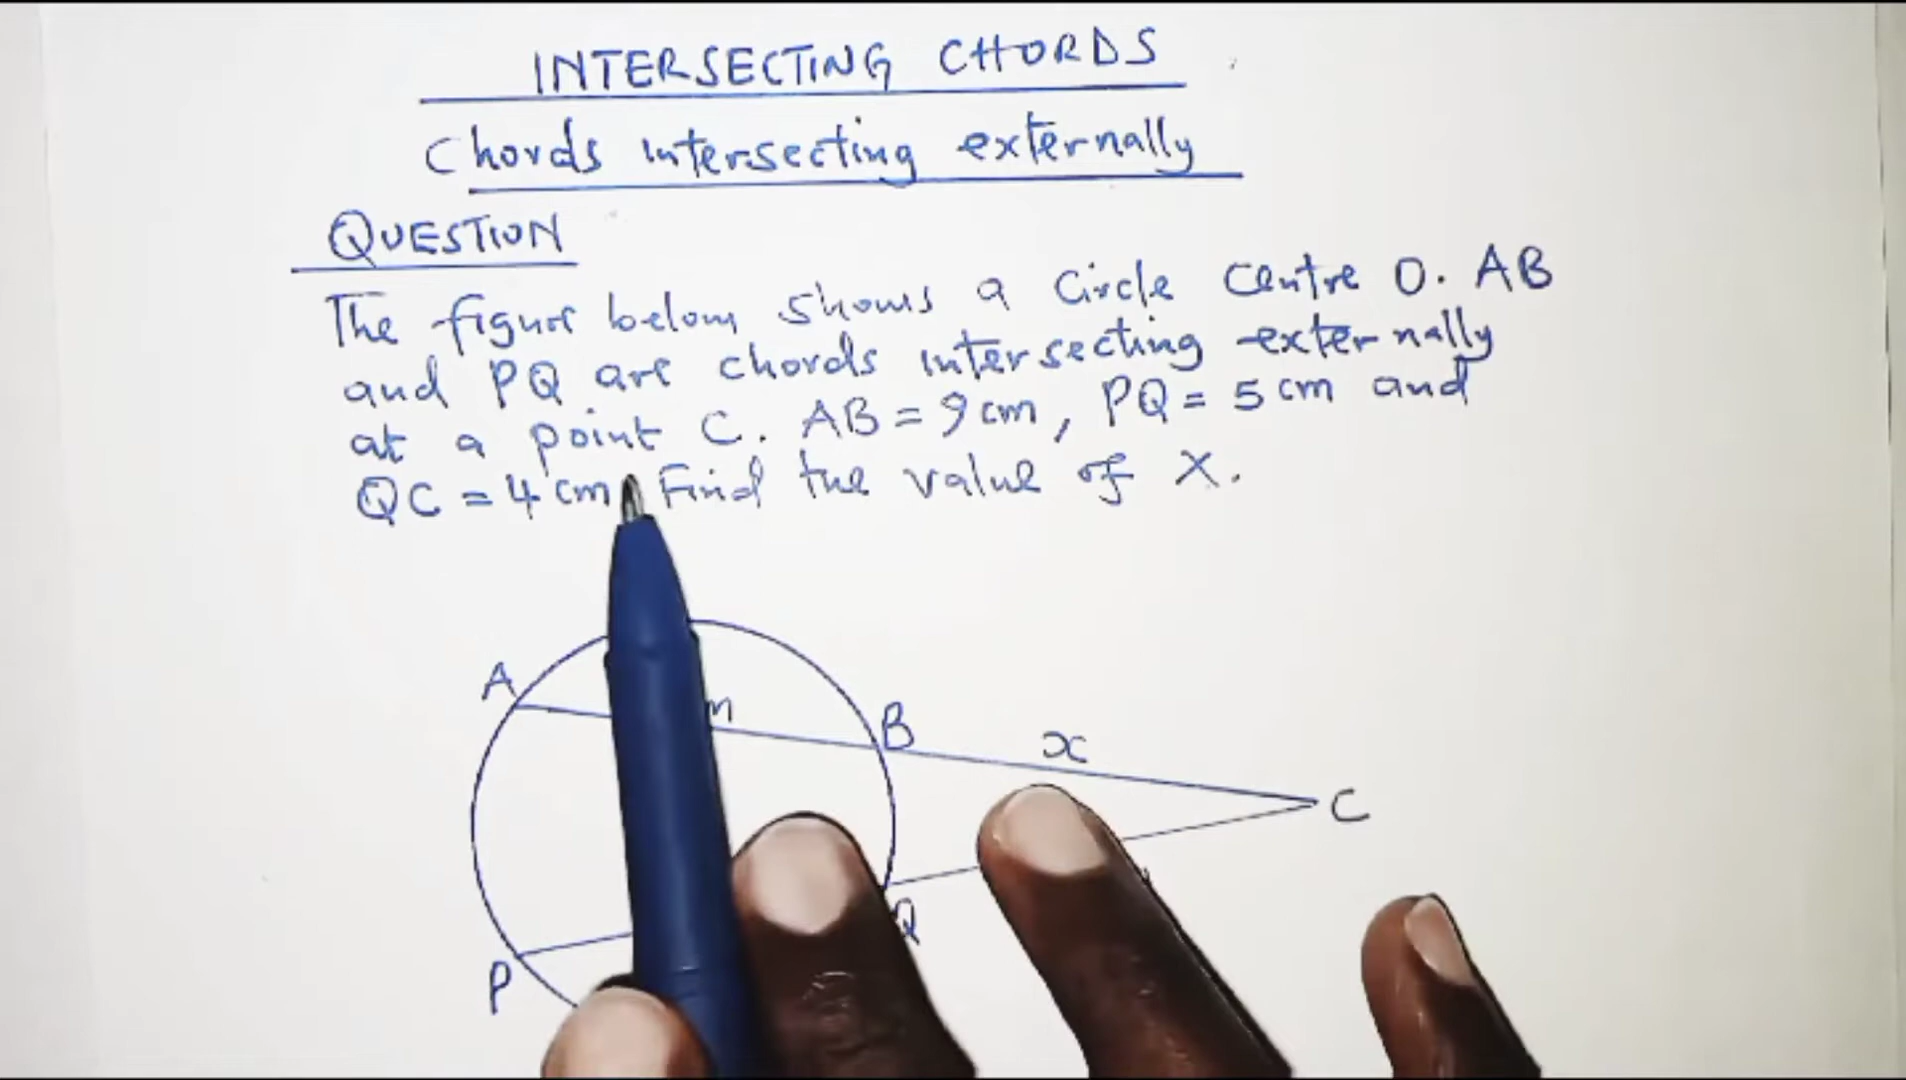 INTERSECTING CHORDS
Chords intersecting externally
QUESTION
The figure below shows a circle centre O. AB
and PQ are chords intersecting externally
at a point C. AB = 9 cm, PQ = 5 cm and
QC = 4 cm Find the value of X.
A
m
B
x
C
Q
P